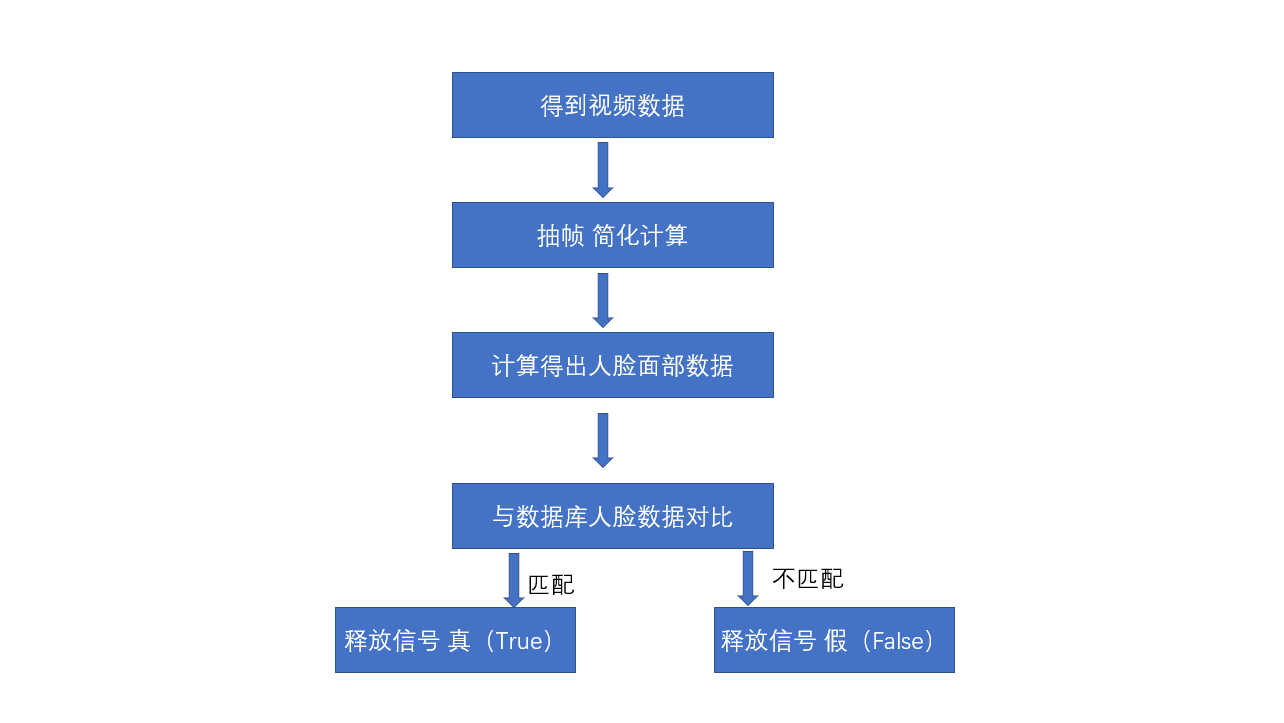 得到视频数据
抽帧 简化计算
计算得出人脸面部数据
与数据库人脸数据对比
匹配
不匹配
释放信号 真（True）
释放信号 假（False）